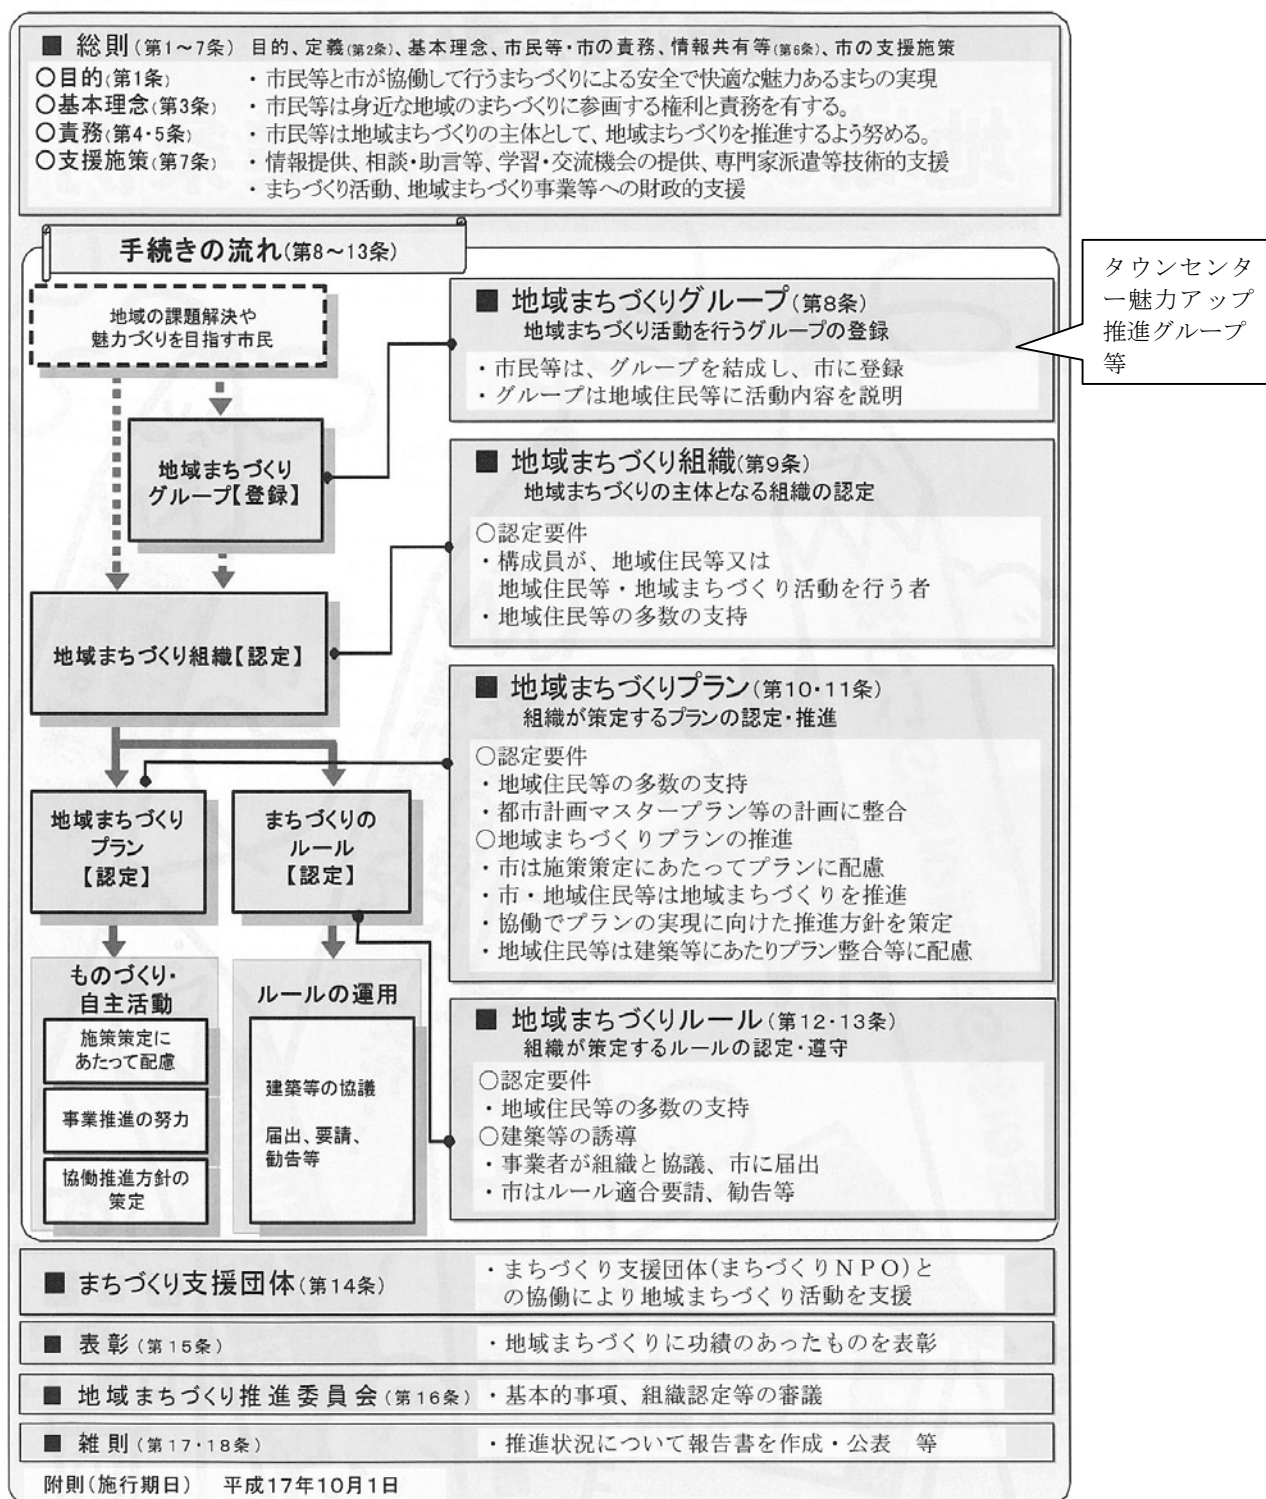 ■ 総則(第1～7条) 目的、定義(第2条)、基本理念、市民等・市の責務、情報共有等(第6条)、市の支援施策
○目的(第1条) ・市民等と市が協働して行うまちづくりによる安全で快適な魅力あるまちの実現
○基本理念(第3条) ・市民等は身近な地域のまちづくりに参画する権利と責務を有する。
○責務(第4・5条) ・市民等は地域まちづくりの主体として、地域まちづくりを推進するよう努める。
○支援施策(第7条) ・情報提供、相談・助言等、学習・交流機会の提供、専門家派遣等技術的支援
・まちづくり活動、地域まちづくり事業等への財政的支援
手続きの流れ(第8～13条)
地域の課題解決や
魅力づくりを目指す市民
地域まちづくり
グループ【登録】
地域まちづくり組織【認定】
地域まちづくり
プラン
【認定】
まちづくりの
ルール
【認定】
ものづくり・
自主活動
施策策定に
あたって配慮
事業推進の努力
協働推進方針の
策定
ルールの運用
建築等の協議
届出、要請、
勧告等
■ 地域まちづくりグループ(第8条)
地域まちづくり活動を行うグループの登録
・市民等は、グループを結成し、市に登録
・グループは地域住民等に活動内容を説明
タウンセンタ
ー魅力アップ
推進グループ
等
■ 地域まちづくり組織(第9条)
地域まちづくりの主体となる組織の認定
○認定要件
・構成員が、地域住民等又は
地域住民等・地域まちづくり活動を行う者
・地域住民等の多数の支持
■ 地域まちづくりプラン(第10・11条)
組織が策定するプランの認定・推進
○認定要件
・地域住民等の多数の支持
・都市計画マスタープラン等の計画に整合
○地域まちづくりプランの推進
・市は施策策定にあたってプランに配慮
・市・地域住民等は地域まちづくりを推進
・協働でプランの実現に向けた推進方針を策定
・地域住民等は建築等にあたりプラン整合等に配慮
■ 地域まちづくりルール(第12・13条)
組織が策定するルールの認定・遵守
○認定要件
・地域住民等の多数の支持
○建築等の誘導
・事業者が組織と協議、市に届出
・市はルール適合要請、勧告等
■ まちづくり支援団体(第14条) ・まちづくり支援団体(まちづくりNPO)と
の協働により地域まちづくり活動を支援
■ 表彰(第15条) ・地域まちづくりに功績のあったものを表彰
■ 地域まちづくり推進委員会(第16条) ・基本的事項、組織認定等の審議
■ 雑則(第17・18条) ・推進状況について報告書を作成・公表 等
附則(施行期日) 平成17年10月1日